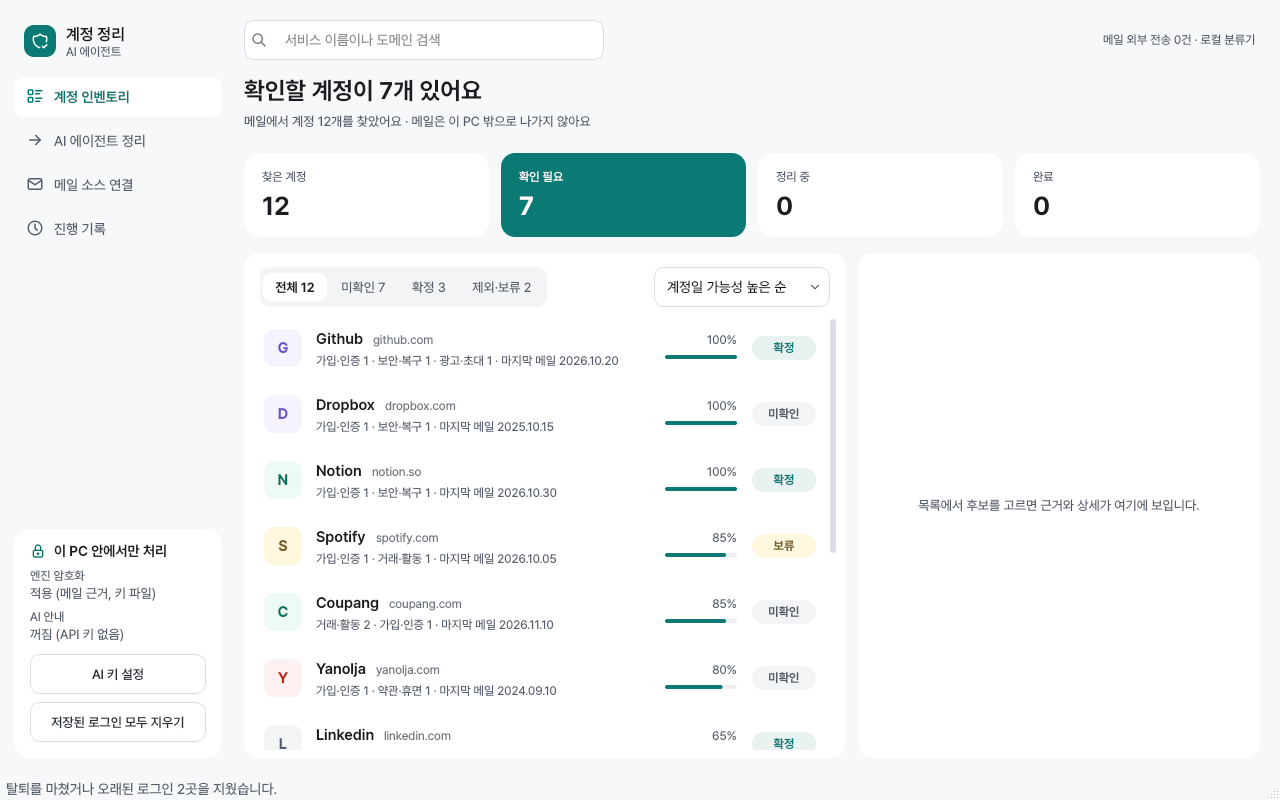 계정 정리
AI 에이전트
계정 인벤토리
AI 에이전트 정리
메일 소스 연결
진행 기록
이 PC 안에서만 처리
엔진 암호화
적용 (메일 근거, 키 파일)
AI 안내
꺼짐 (API 키 없음)
AI 키 설정
저장된 로그인 모두 지우기
서비스 이름이나 도메인 검색
메일 외부 전송 0건 · 로컬 분류기
확인할 계정이 7개 있어요
메일에서 계정 12개를 찾았어요 · 메일은 이 PC 밖으로 나가지 않아요
찾은 계정
12
확인 필요
7
정리 중
0
완료
0
전체 12 미확인 7 확정 3 제외·보류 2 계정일 가능성 높은 순
G Github github.com 100% 확정
가입·인증 1 · 보안·복구 1 · 광고·초대 1 · 마지막 메일 2026.10.20
D Dropbox dropbox.com 100% 미확인
가입·인증 1 · 보안·복구 1 · 마지막 메일 2025.10.15
N Notion notion.so 100% 확정
가입·인증 1 · 보안·복구 1 · 마지막 메일 2026.10.30
S Spotify spotify.com 85% 보류
가입·인증 1 · 거래·활동 1 · 마지막 메일 2026.10.05
C Coupang coupang.com 85% 미확인
거래·활동 2 · 가입·인증 1 · 마지막 메일 2026.11.10
Y Yanolja yanolja.com 80% 미확인
가입·인증 1 · 약관·휴면 1 · 마지막 메일 2024.09.10
L Linkedin linkedin.com 65% 확정
목록에서 후보를 고르면 근거와 상세가 여기에 보입니다.
탈퇴를 마쳤거나 오래된 로그인 2곳을 지웠습니다.